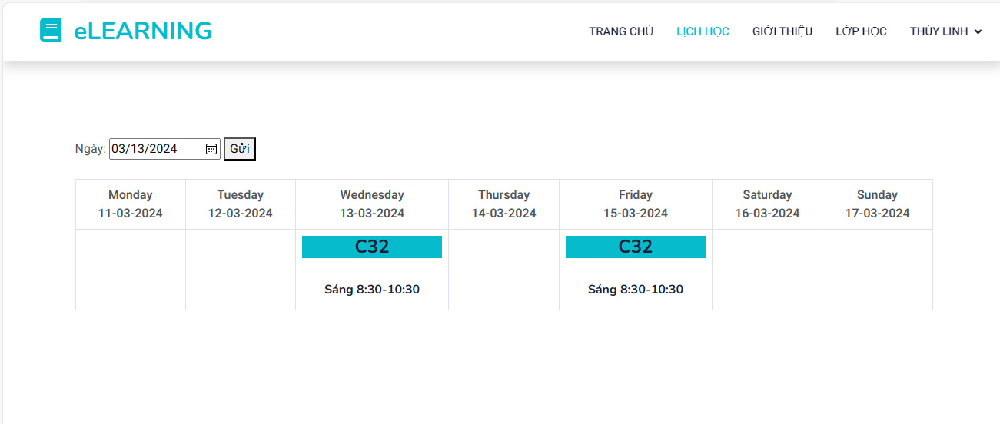 eLEARNING
TRANG CHỦ LỊCH HỌC GIỚI THIỆU LỚP HỌC THÙY LINH
Ngày: 03/13/2024 Gửi
Monday Tuesday Wednesday Thursday Friday Saturday Sunday
11-03-2024 12-03-2024 13-03-2024 14-03-2024 15-03-2024 16-03-2024 17-03-2024
C32 C32
Sáng 8:30-10:30 Sáng 8:30-10:30